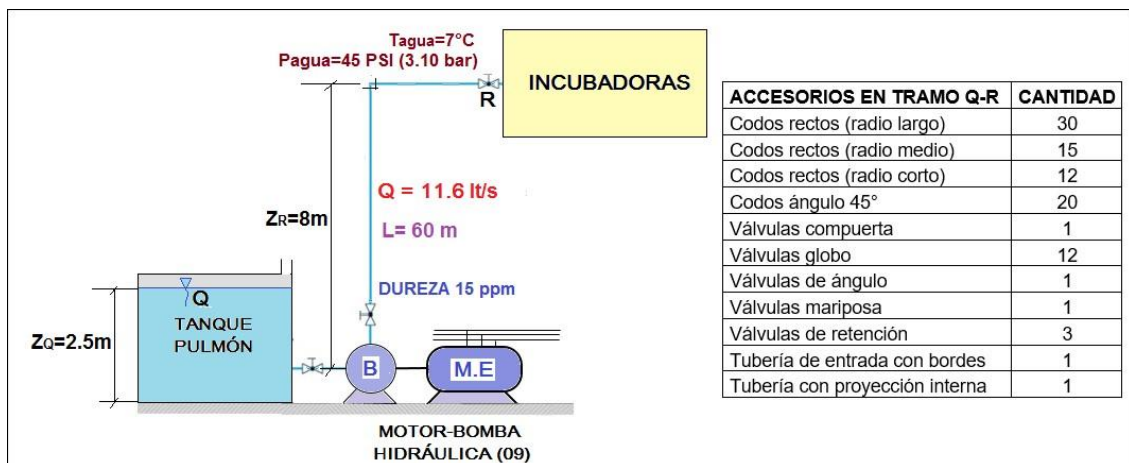 Tagua=7°C
Pagua=45 PSI (3.10 bar)
R
INCUBADORAS
ZR=8m
Q = 11.6 lt/s
L= 60 m
DUREZA 15 ppm
Q
TANQUE
PULMÓN
ZQ=2.5m
B
M.E
MOTOR-BOMBA
HIDRÁULICA (09)
ACCESORIOS EN TRAMO Q-R CANTIDAD
Codos rectos (radio largo) 30
Codos rectos (radio medio) 15
Codos rectos (radio corto) 12
Codos ángulo 45° 20
Válvulas compuerta 1
Válvulas globo 12
Válvulas de ángulo 1
Válvulas mariposa 1
Válvulas de retención 3
Tubería de entrada con bordes 1
Tubería con proyección interna 1